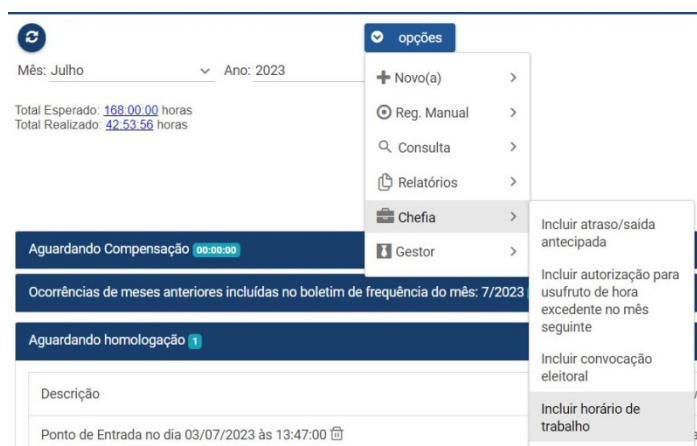 opções
Mês: Julho Ano: 2023
Total Esperado: 168:00:00 horas
Total Realizado: 42:53:56 horas
Novo(a)
Reg. Manual
Consulta
Relatórios
Chefia
Gestor
Incluir atraso/saida
antecipada
Incluir autorização para
usufruto de hora
excedente no mês
seguinte
Incluir convocação
eleitoral
Incluir horário de
trabalho
Aguardando Compensação 00:00:00
Ocorrências de meses anteriores incluídas no boletim de frequência do mês: 7/2023
Aguardando homologação 1
Descrição
Ponto de Entrada no dia 03/07/2023 às 13:47:00